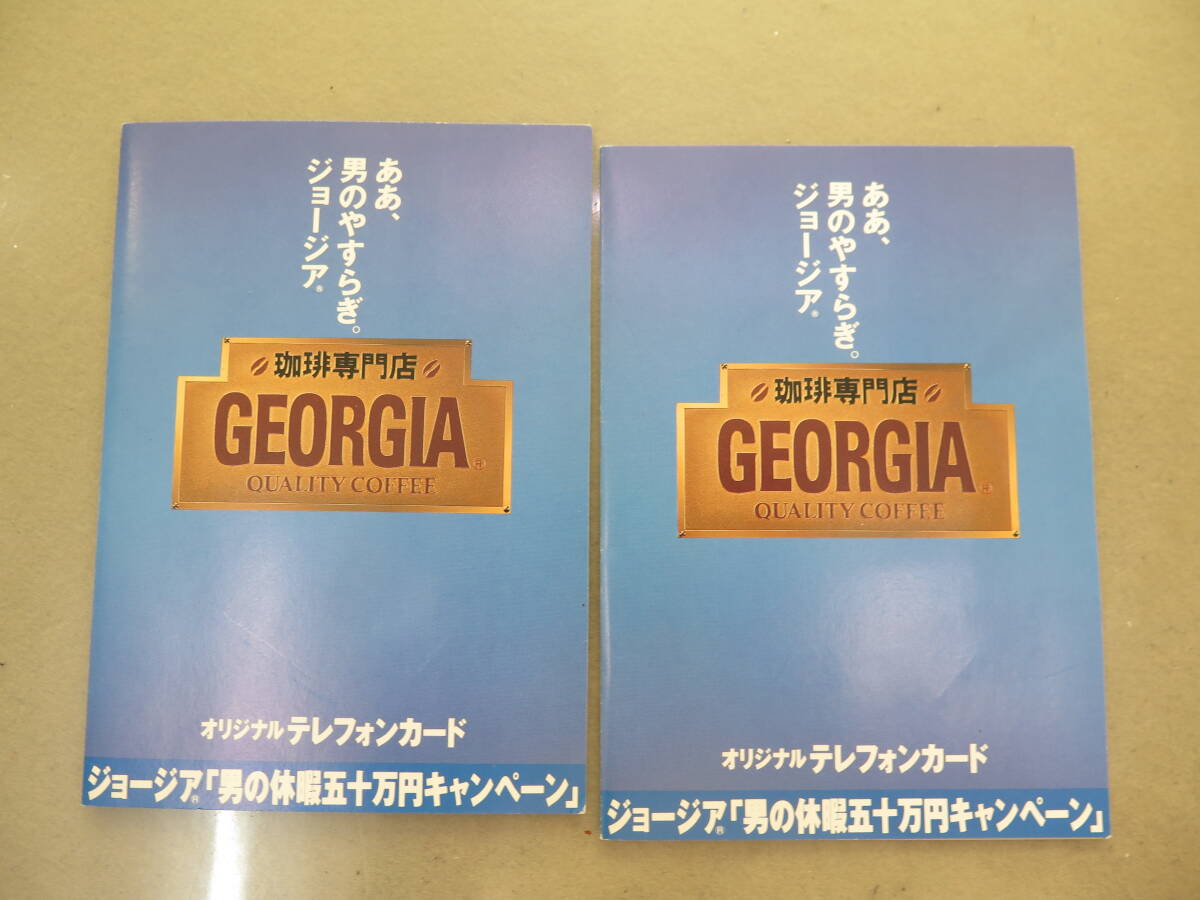 ああ、
男のやすらぎ。
ジョージア®
珈琲専門店
GEORGIA®
QUALITY COFFEE
オリジナル テレフォンカード
ジョージア®「男の休暇五十万円キャンペーン」
ああ、
男のやすらぎ。
ジョージア®
珈琲専門店
GEORGIA®
QUALITY COFFEE
オリジナル テレフォンカード
ジョージア®「男の休暇五十万円キャンペーン」